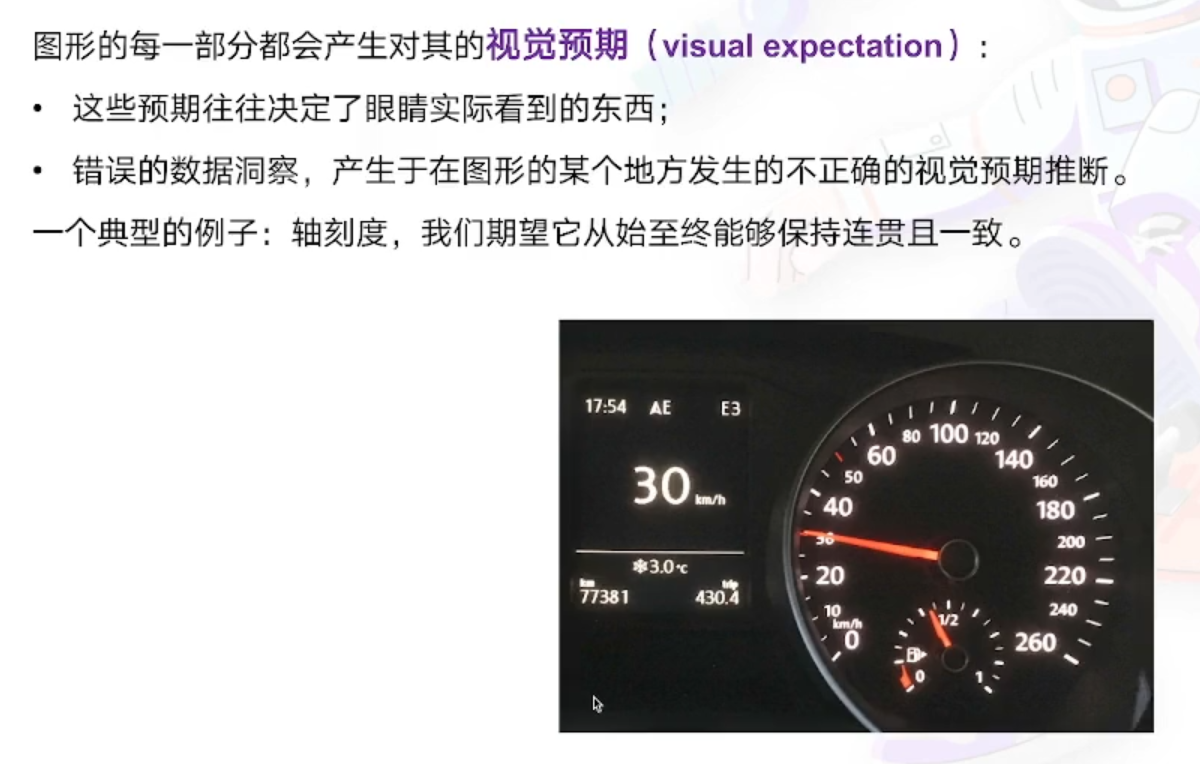 图形的每一部分都会产生对其的视觉预期（visual expectation）:
• 这些预期往往决定了眼睛实际看到的东西；
• 错误的数据洞察，产生于在图形的某个地方发生的不正确的视觉预期推断。
一个典型的例子：轴刻度，我们期望它从始至终能够保持连贯且一致。
17:54 AE E3
30 km/h
❄3.0°C
km trip
77381 430.4
0
km/h
10
20
30
40
50
60
80
100
120
140
160
180
200
220
240
260
0 1/2 1